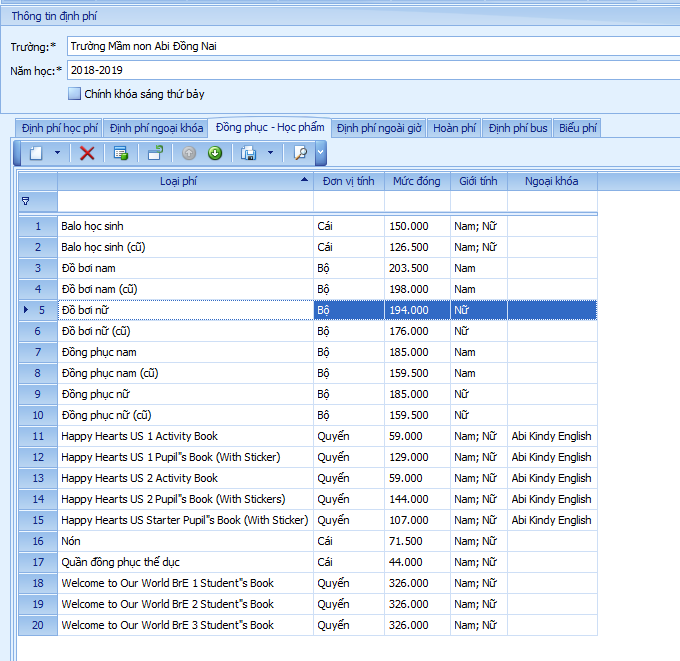 Thông tin định phí
Trường:* Trường Mầm non Abi Đồng Nai
Năm học:* 2018-2019
Chính khóa sáng thứ bảy
Định phí học phí Định phí ngoại khóa Đồng phục - Học phẩm Định phí ngoài giờ Hoàn phí Định phí bus Biểu phí
Loại phí Đơn vị tính Mức đóng Giới tính Ngoại khóa
1 Balo học sinh Cái 150.000 Nam; Nữ
2 Balo học sinh (cũ) Cái 126.500 Nam; Nữ
3 Đồ bơi nam Bộ 203.500 Nam
4 Đồ bơi nam (cũ) Bộ 198.000 Nam
5 Đồ bơi nữ Bộ 194.000 Nữ
6 Đồ bơi nữ (cũ) Bộ 176.000 Nữ
7 Đồng phục nam Bộ 185.000 Nam
8 Đồng phục nam (cũ) Bộ 159.500 Nam
9 Đồng phục nữ Bộ 185.000 Nữ
10 Đồng phục nữ (cũ) Bộ 159.500 Nữ
11 Happy Hearts US 1 Activity Book Quyển 59.000 Nam; Nữ Abi Kindy English
12 Happy Hearts US 1 Pupil"s Book (With Sticker) Quyển 129.000 Nam; Nữ Abi Kindy English
13 Happy Hearts US 2 Activity Book Quyển 59.000 Nam; Nữ Abi Kindy English
14 Happy Hearts US 2 Pupil"s Book (With Stickers) Quyển 144.000 Nam; Nữ Abi Kindy English
15 Happy Hearts US Starter Pupil"s Book (With Sticker) Quyển 107.000 Nam; Nữ Abi Kindy English
16 Nón Cái 71.500 Nam; Nữ
17 Quần đồng phục thể dục Cái 44.000 Nam; Nữ
18 Welcome to Our World BrE 1 Student"s Book Quyển 326.000 Nam; Nữ
19 Welcome to Our World BrE 2 Student"s Book Quyển 326.000 Nam; Nữ
20 Welcome to Our World BrE 3 Student"s Book Quyển 326.000 Nam; Nữ